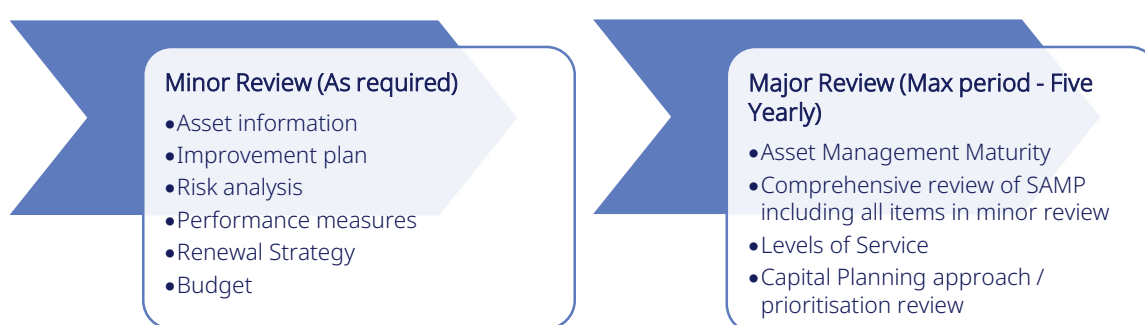 Minor Review (As required)
•Asset information
•Improvement plan
•Risk analysis
•Performance measures
•Renewal Strategy
•Budget
Major Review (Max period - Five
Yearly)
•Asset Management Maturity
•Comprehensive review of SAMP
including all items in minor review
•Levels of Service
•Capital Planning approach /
prioritisation review